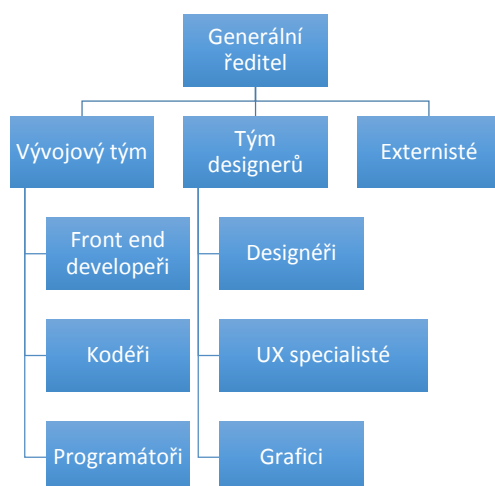 Generální
ředitel
Vývojový tým
Tým
designerů
Externisté
Front end
developeři
Designéři
Kodéři
UX specialisté
Programátoři
Grafici